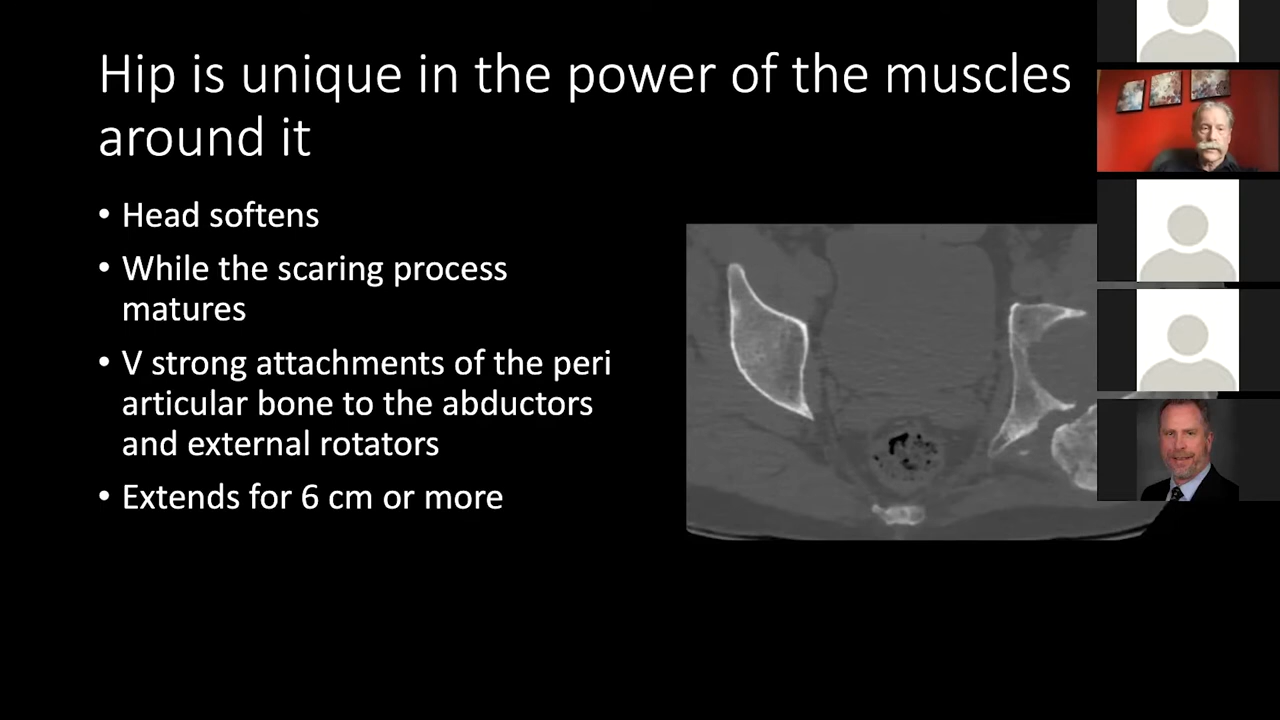 Hip is unique in the power of the muscles
around it
• Head softens
• While the scaring process
matures
• V strong attachments of the peri
articular bone to the abductors
and external rotators
• Extends for 6 cm or more